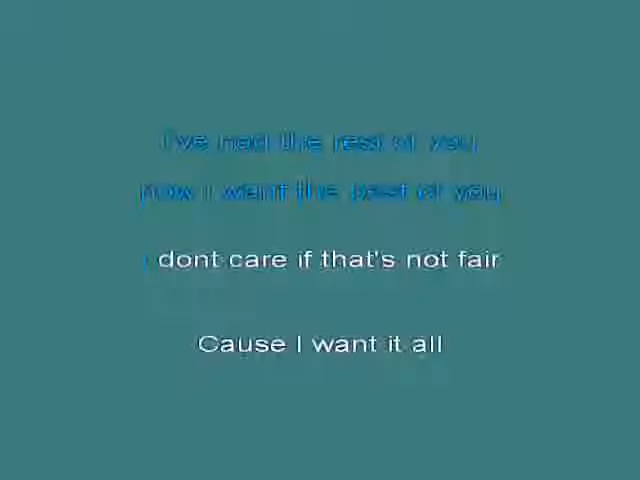 I've had the rest of you
now I want the best of you
I dont care if that's not fair
Cause I want it all